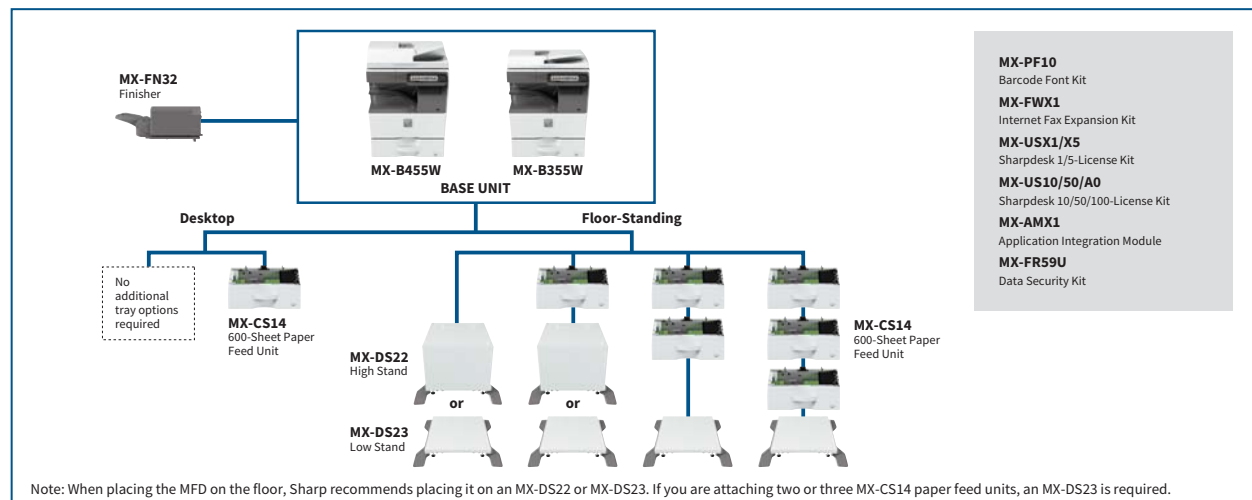 MX-FN32
Finisher
MX-B455W
MX-B355W
BASE UNIT
Desktop
Floor-Standing
No
additional
tray options
required
MX-CS14
600-Sheet Paper
Feed Unit
MX-DS22
High Stand
or
or
MX-DS23
Low Stand
MX-CS14
600-Sheet Paper
Feed Unit
MX-PF10
Barcode Font Kit
MX-FWX1
Internet Fax Expansion Kit
MX-USX1/X5
Sharpdesk 1/5-License Kit
MX-US10/50/A0
Sharpdesk 10/50/100-License Kit
MX-AMX1
Application Integration Module
MX-FR59U
Data Security Kit
Note: When placing the MFD on the floor, Sharp recommends placing it on an MX-DS22 or MX-DS23. If you are attaching two or three MX-CS14 paper feed units, an MX-DS23 is required.